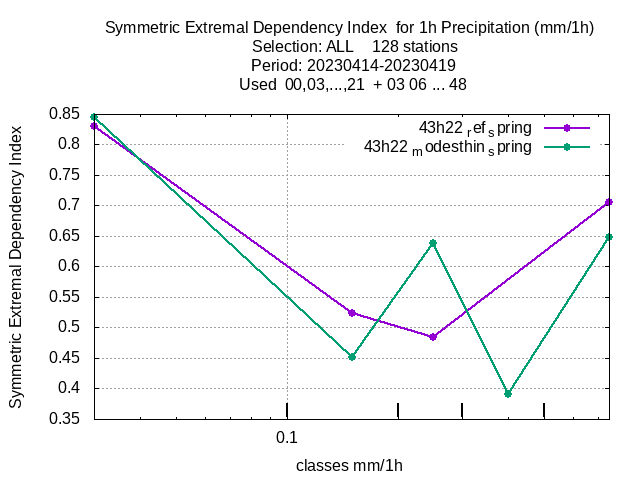 Symmetric Extremal Dependency Index  for 1h Precipitation (mm/1h)
Selection: ALL    128 stations
Period: 20230414-20230419
Used  00,03,...,21  + 03 06 ... 48
43h22 ref spring
43h22 modesthin spring
Symmetric Extremal Dependency Index
0.85
0.8
0.75
0.7
0.65
0.6
0.55
0.5
0.45
0.4
0.35
0.1
classes mm/1h